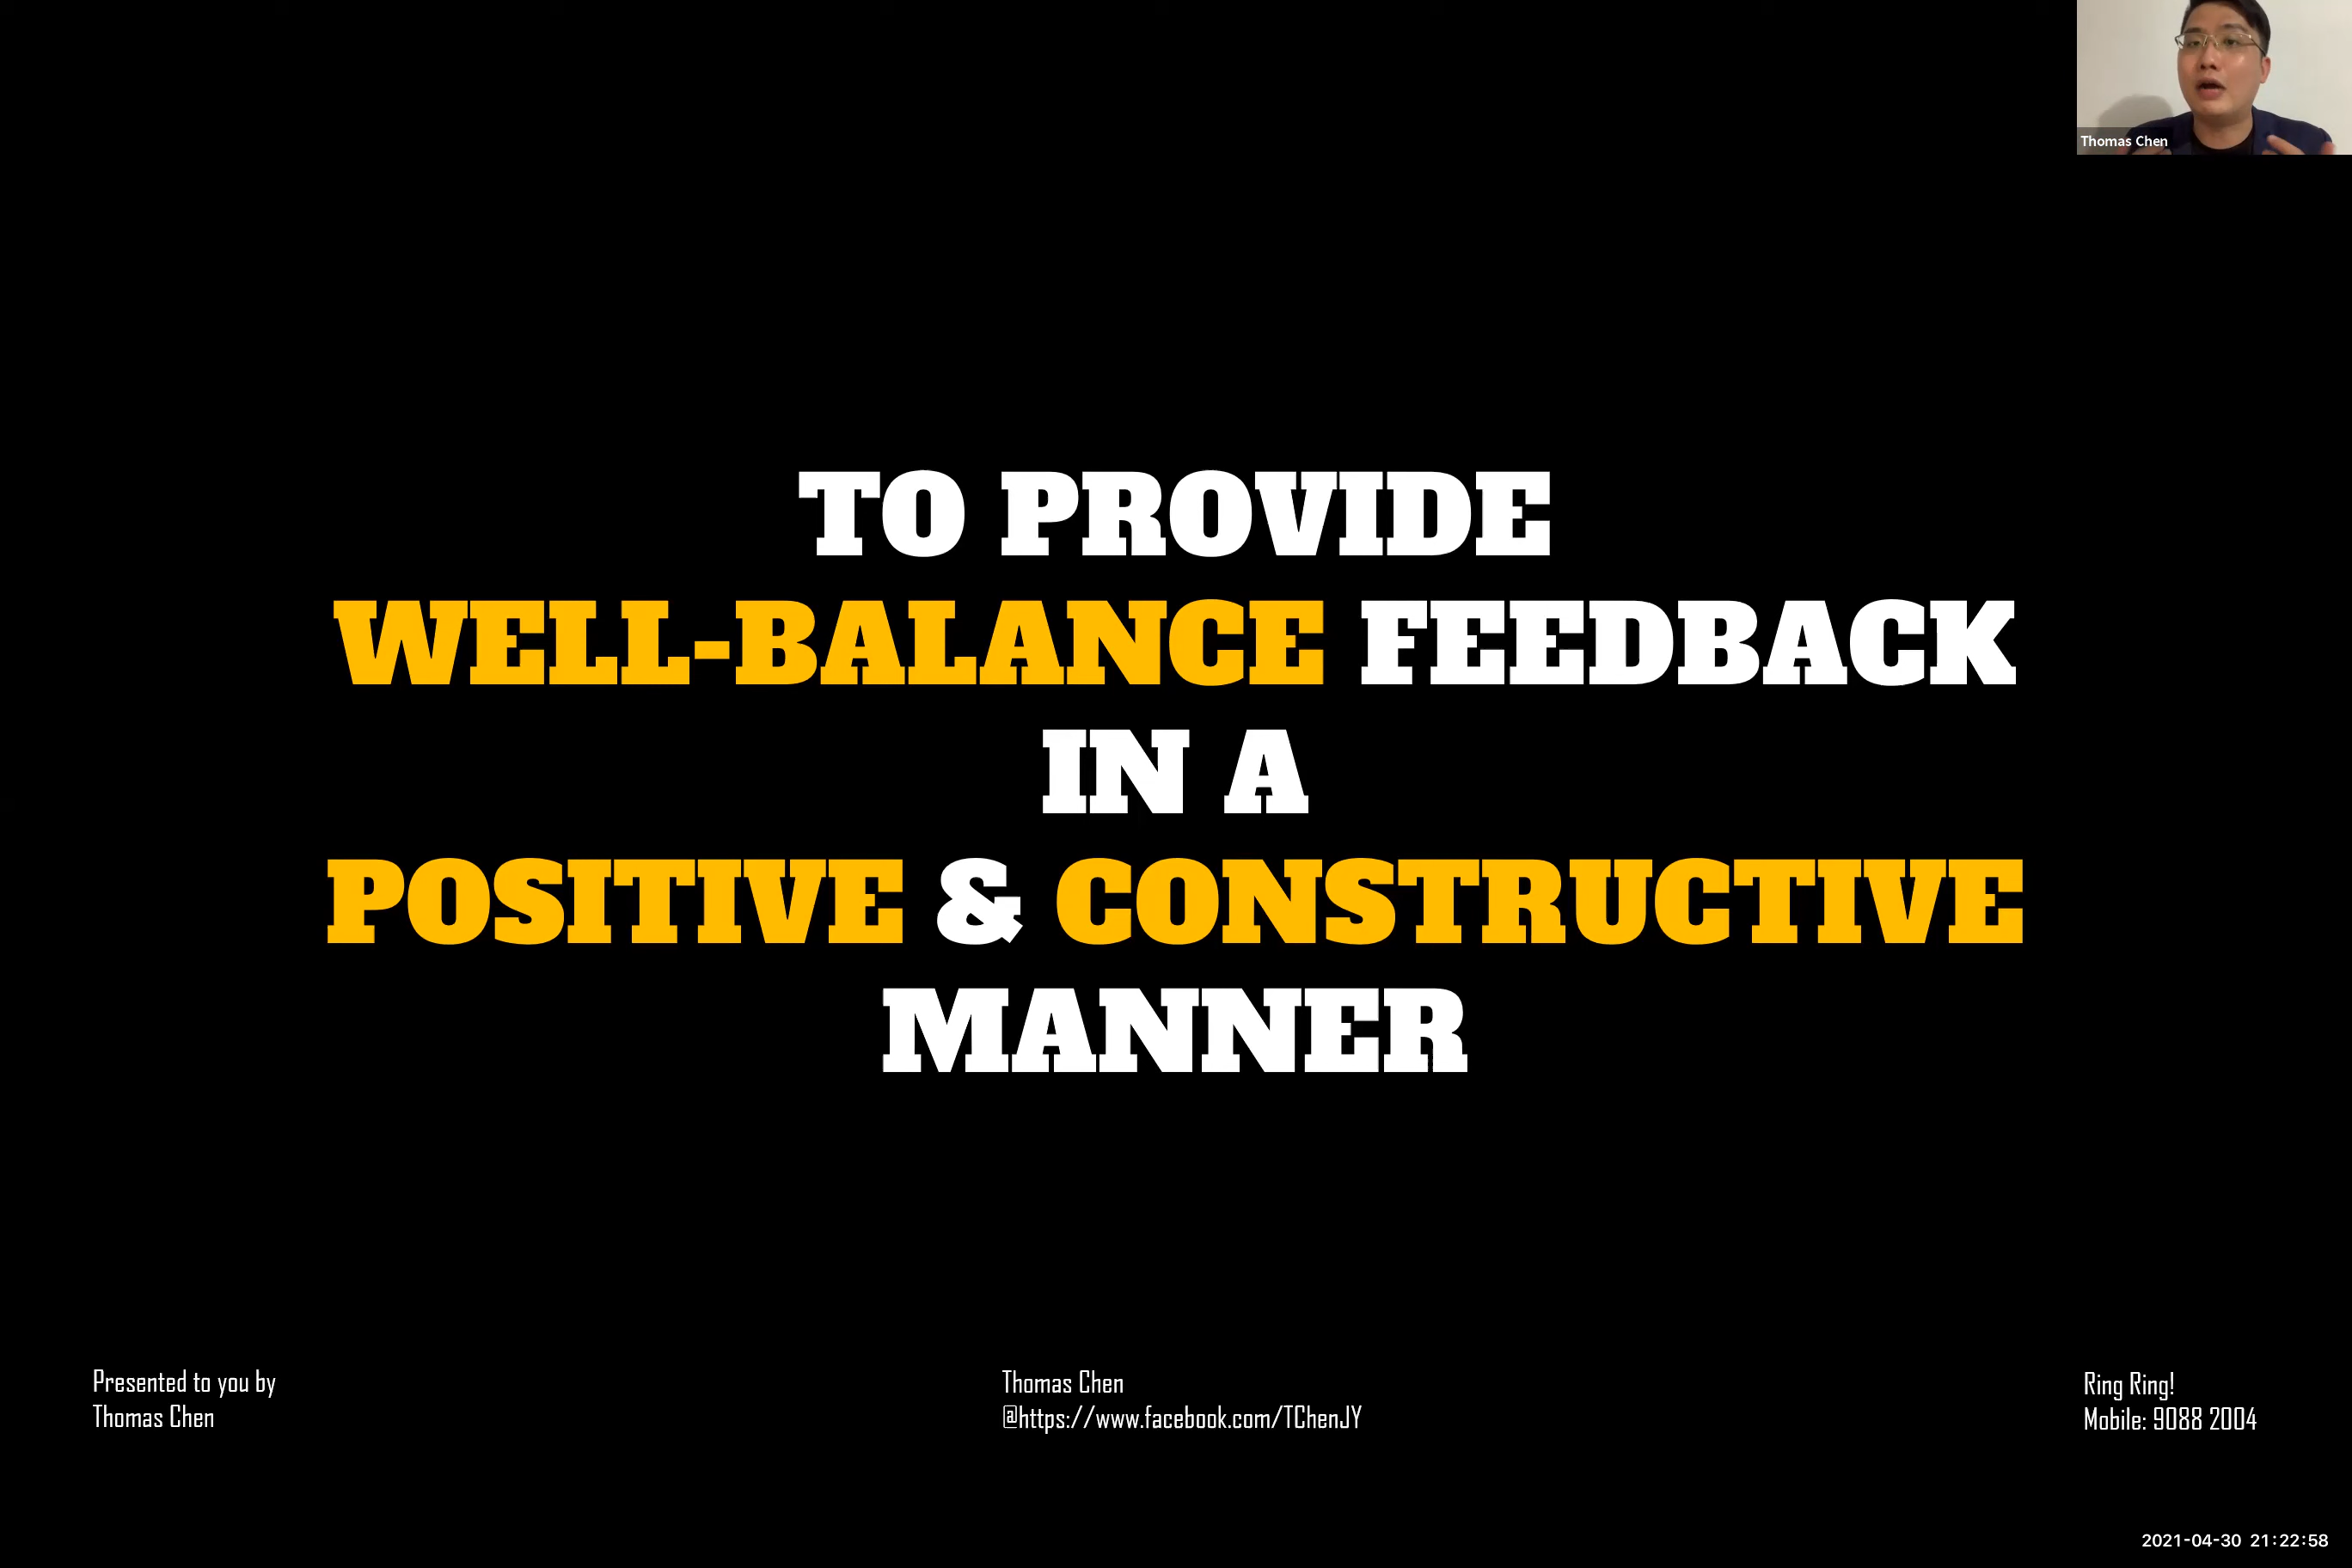 Thomas Chen
TO PROVIDE
WELL-BALANCE FEEDBACK
IN A
POSITIVE & CONSTRUCTIVE
MANNER
Presented to you by
Thomas Chen
Thomas Chen
@https://www.facebook.com/TChenJY
Ring Ring!
Mobile: 9088 2004
2021-04-30 21:22:58